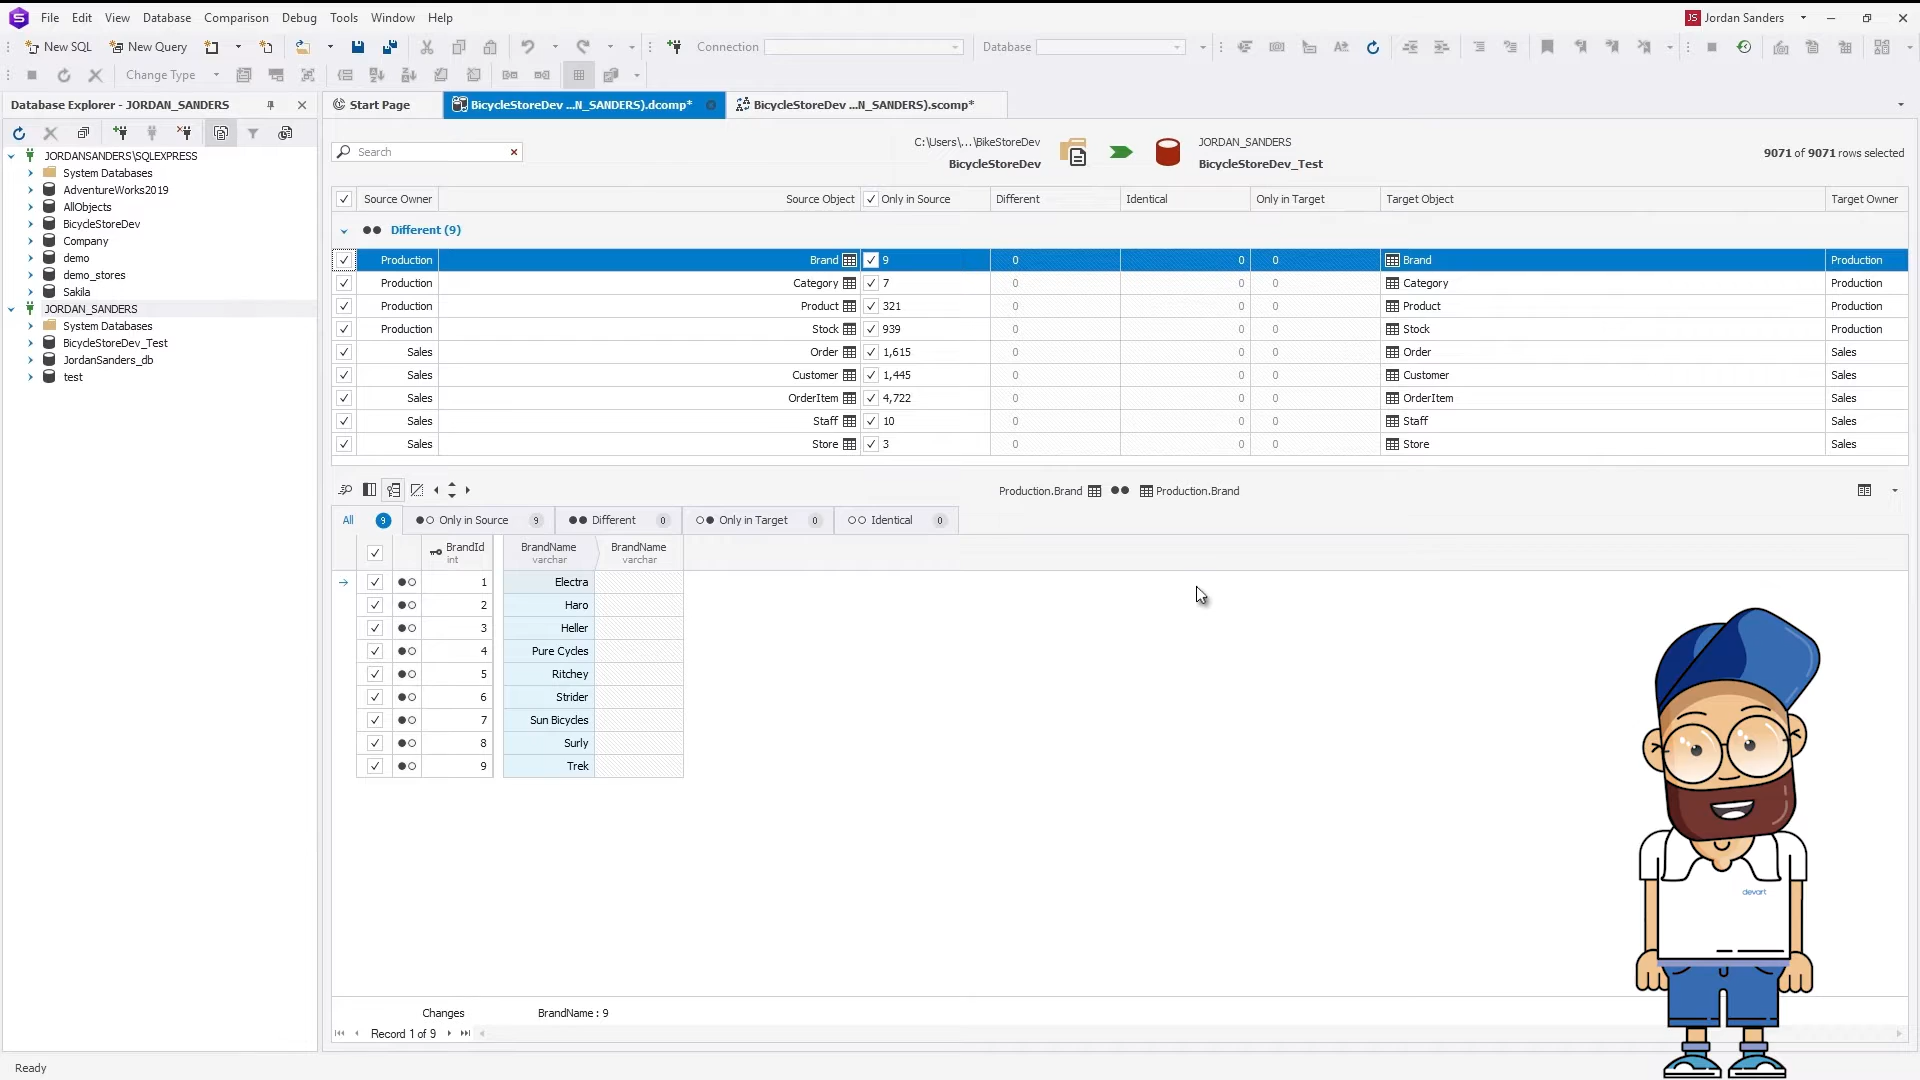 File Edit View Database Comparison Debug Tools Window Help
JS Jordan Sanders
New SQL New Query Connection Database
Change Type
Database Explorer - JORDAN_SANDERS
Start Page
BicycleStoreDev ...N_SANDERS).dcomp*
BicycleStoreDev ...N_SANDERS).scomp*
JORDANSANDERS\SQLEXPRESS
System Databases
AdventureWorks2019
AllObjects
BicycleStoreDev
Company
demo
demo_stores
Sakila
JORDAN_SANDERS
System Databases
BicycleStoreDev_Test
JordanSanders_db
test
Search
C:\Users\...\BikeStoreDev
BicycleStoreDev
JORDAN_SANDERS
BicycleStoreDev_Test
9071 of 9071 rows selected
Source Owner Source Object Only in Source Different Identical Only in Target Target Object Target Owner
Different (9)
Production Brand 9 0 0 0 Brand Production
Production Category 7 0 0 0 Category Production
Production Product 321 0 0 0 Product Production
Production Stock 939 0 0 0 Stock Production
Sales Order 1,615 0 0 0 Order Sales
Sales Customer 1,445 0 0 0 Customer Sales
Sales OrderItem 4,722 0 0 0 OrderItem Sales
Sales Staff 10 0 0 0 Staff Sales
Sales Store 3 0 0 0 Store Sales
Production.Brand Production.Brand
All 9 Only in Source 9 Different 0 Only in Target 0 Identical 0
BrandId BrandName BrandName
int varchar varchar
1 Electra
2 Haro
3 Heller
4 Pure Cycles
5 Ritchey
6 Strider
7 Sun Bicycles
8 Surly
9 Trek
devart
Changes BrandName : 9
Record 1 of 9
Ready